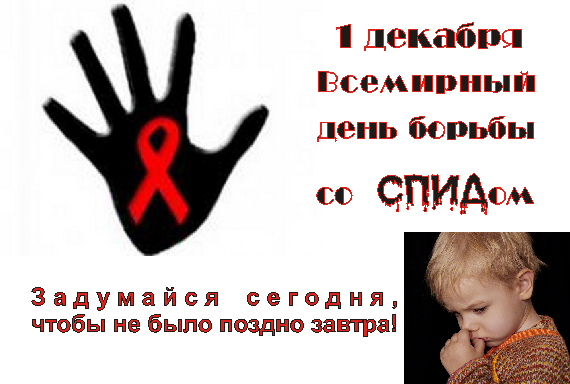 1 декабря
Всемирный
день борьбы
со СПИДом
Задумайся сегодня,
чтобы не было поздно завтра!